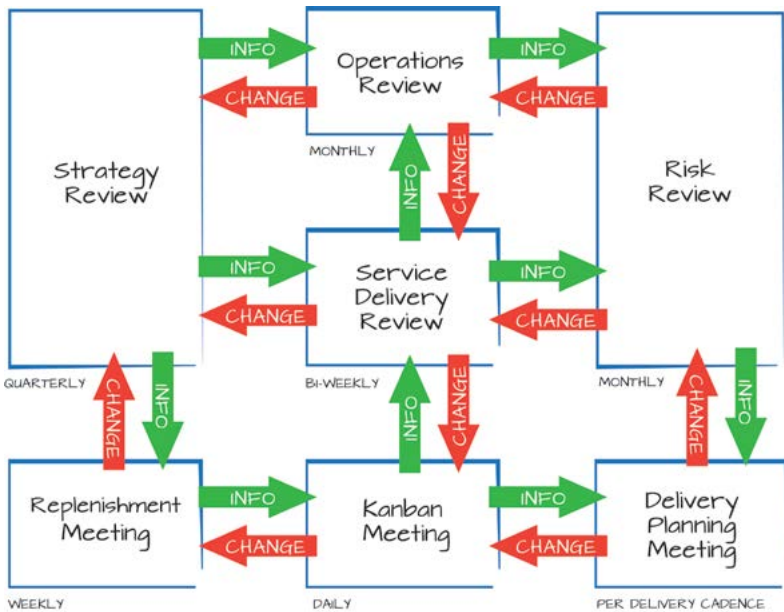 INFO
Operations
Review
INFO
CHANGE
CHANGE
MONTHLY
Strategy
Review
INFO
CHANGE
Risk
Review
INFO
Service
Delivery
Review
INFO
CHANGE
CHANGE
QUARTERLY
BI-WEEKLY
MONTHLY
CHANGE
INFO
INFO
CHANGE
CHANGE
INFO
Replenishment
Meeting
INFO
Kanban
Meeting
INFO
Delivery
Planning
Meeting
CHANGE
CHANGE
WEEKLY
DAILY
PER DELIVERY CADENCE